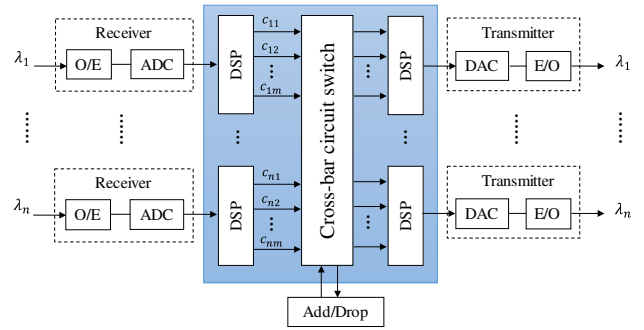 Receiver
λ1
O/E
ADC
DSP
c11
c12
c1m
Cross-bar circuit switch
DSP
Transmitter
DAC
E/O
λ1
Receiver
λn
O/E
ADC
DSP
cn1
cn2
cnm
DSP
Transmitter
DAC
E/O
λn
Add/Drop